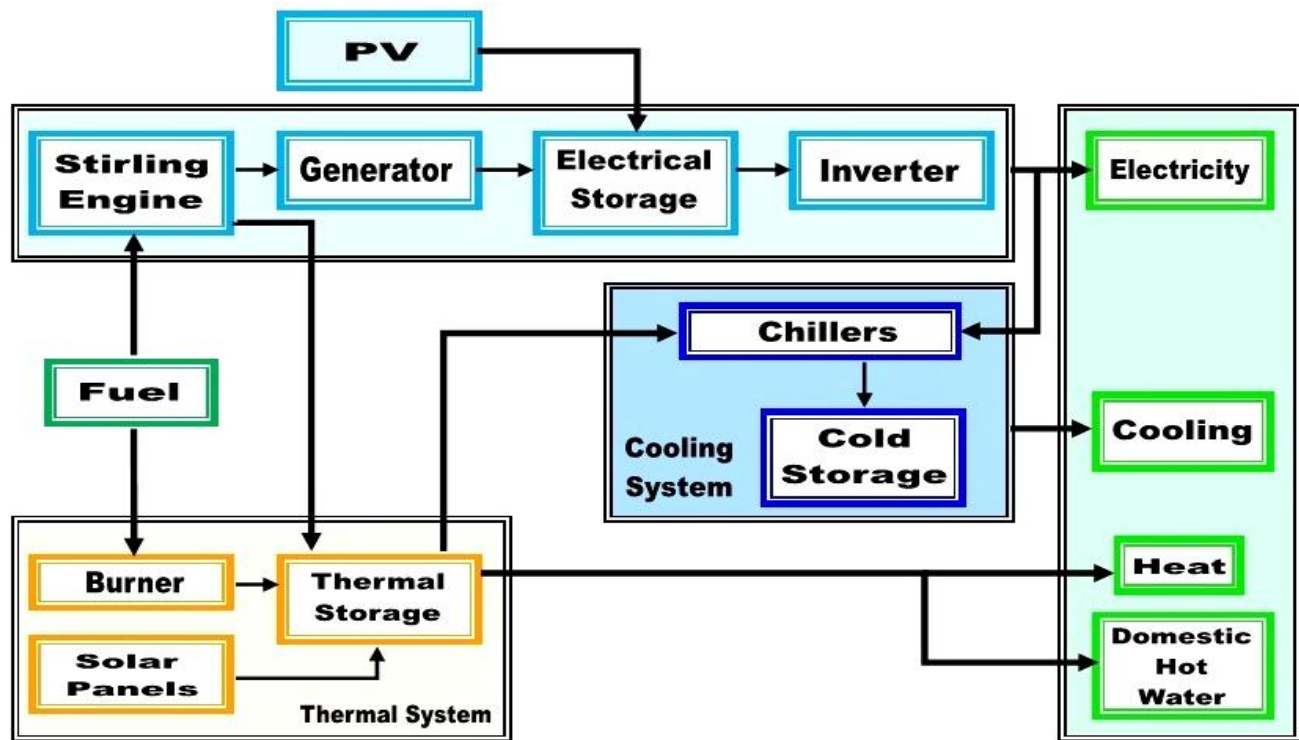 PV
Stirling
Engine
Generator
Electrical
Storage
Inverter
Electricity
Chillers
Fuel
Cold
Storage
Cooling
System
Cooling
Burner
Thermal
Storage
Heat
Solar
Panels
Domestic
Hot
Water
Thermal System